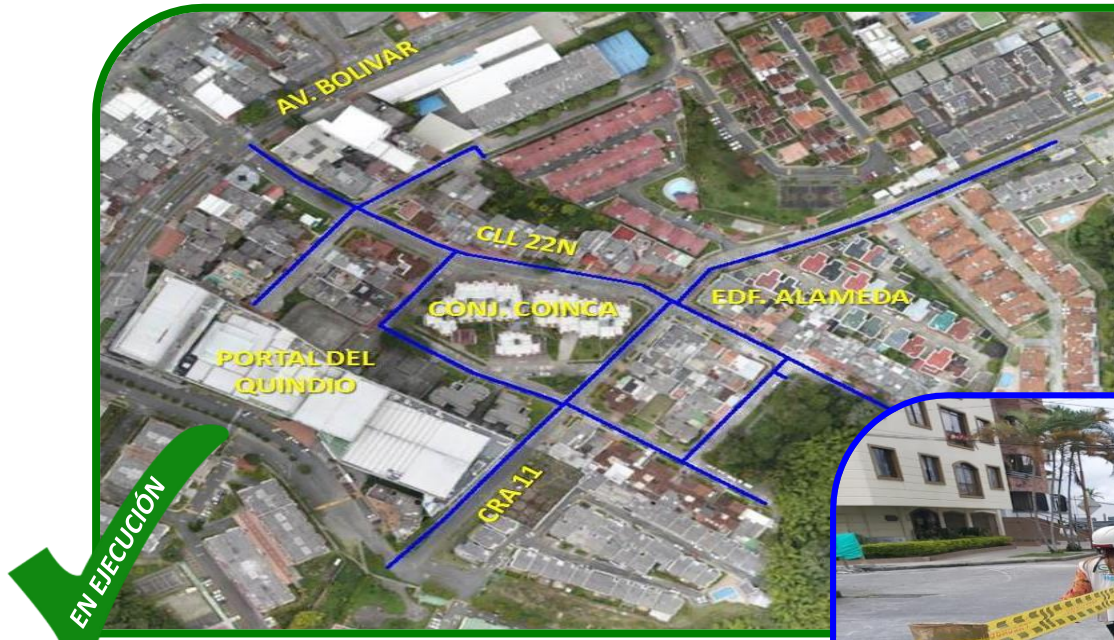 AV. BOLIVAR
CLL 22N
CONJ. COINCA
EDF. ALAMEDA
PORTAL DEL
QUINDIO
CRA 11
EN EJECUCIÓN